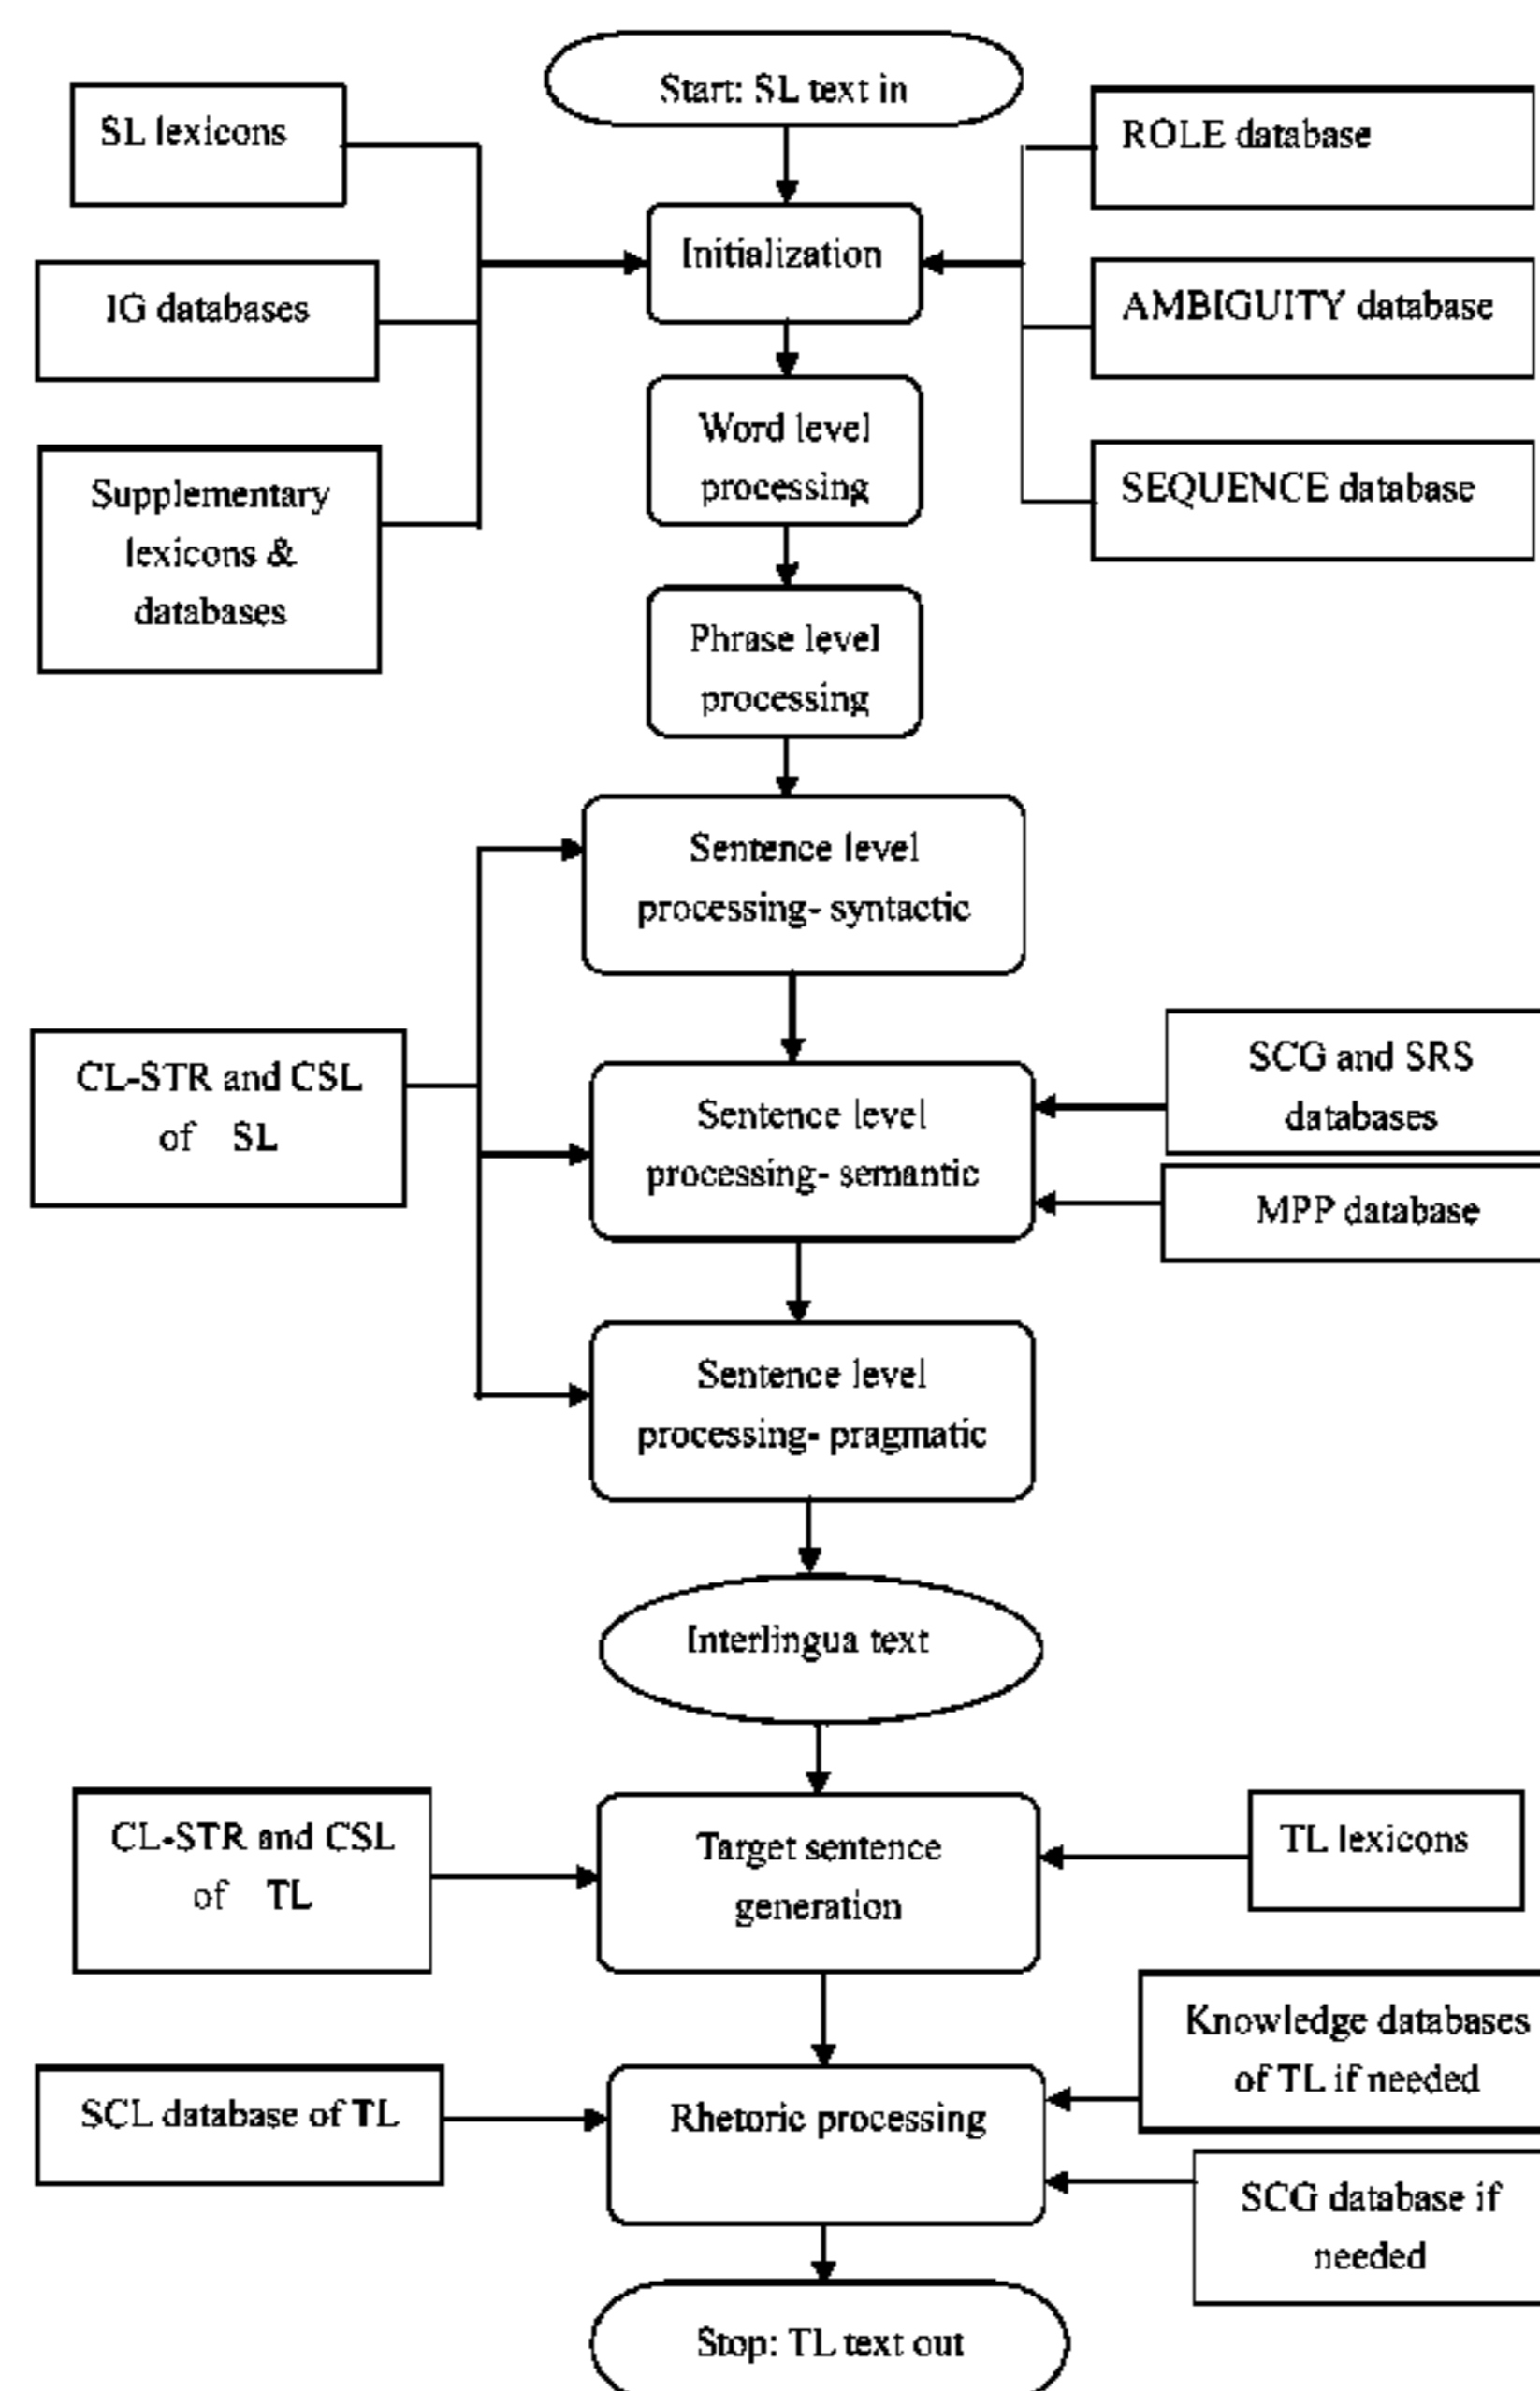 Start: SL text in
SL lexicons
ROLE database
Initialization
IG databases
AMBIGUITY database
Word level
processing
Supplementary
lexicons &
databases
SEQUENCE database
Phrase level
processing
Sentence level
processing- syntactic
CL-STR and CSL
of SL
SCG and SRS
databases
Sentence level
processing- semantic
MPP database
Sentence level
processing- pragmatic
Interlingua text
CL-STR and CSL
of TL
Target sentence
generation
TL lexicons
Knowledge databases
of TL if needed
SCL database of TL
Rhetoric processing
SCG database if
needed
Stop: TL text out